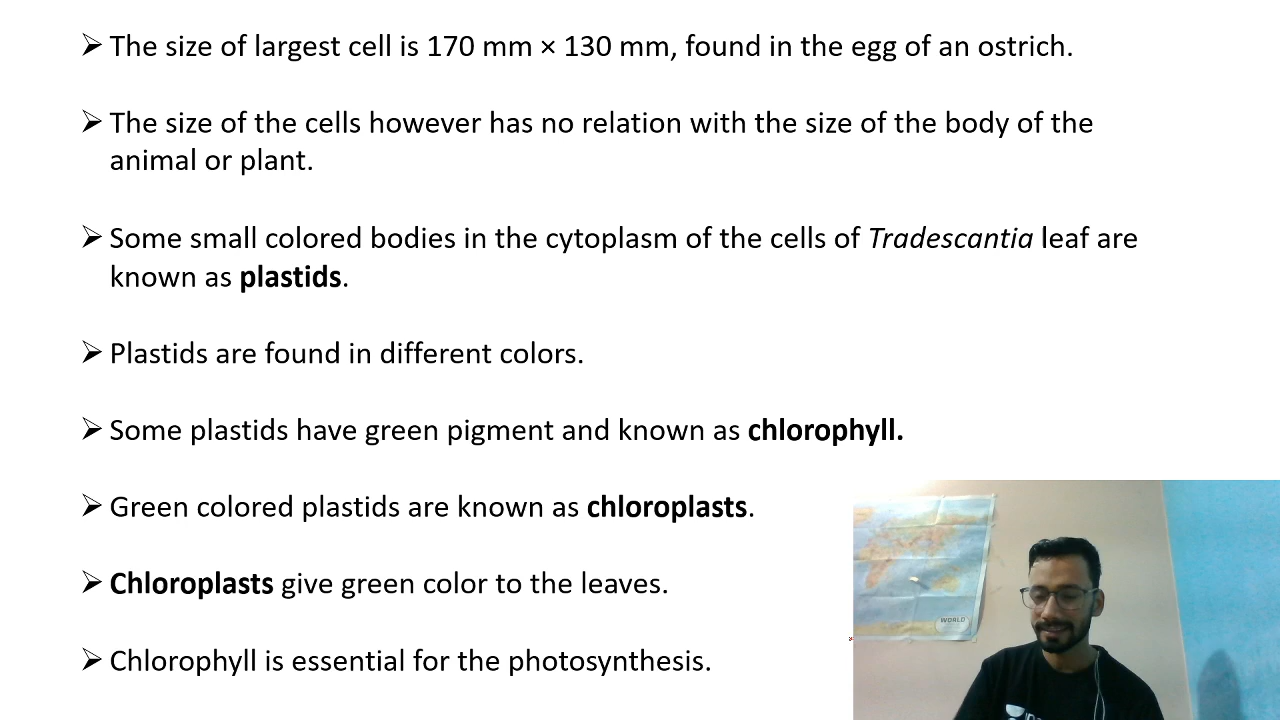 ➢ The size of largest cell is 170 mm × 130 mm, found in the egg of an ostrich.
➢ The size of the cells however has no relation with the size of the body of the
animal or plant.
➢ Some small colored bodies in the cytoplasm of the cells of Tradescantia leaf are
known as plastids.
➢ Plastids are found in different colors.
➢ Some plastids have green pigment and known as chlorophyll.
➢ Green colored plastids are known as chloroplasts.
➢ Chloroplasts give green color to the leaves.
➢ Chlorophyll is essential for the photosynthesis.
WORLD